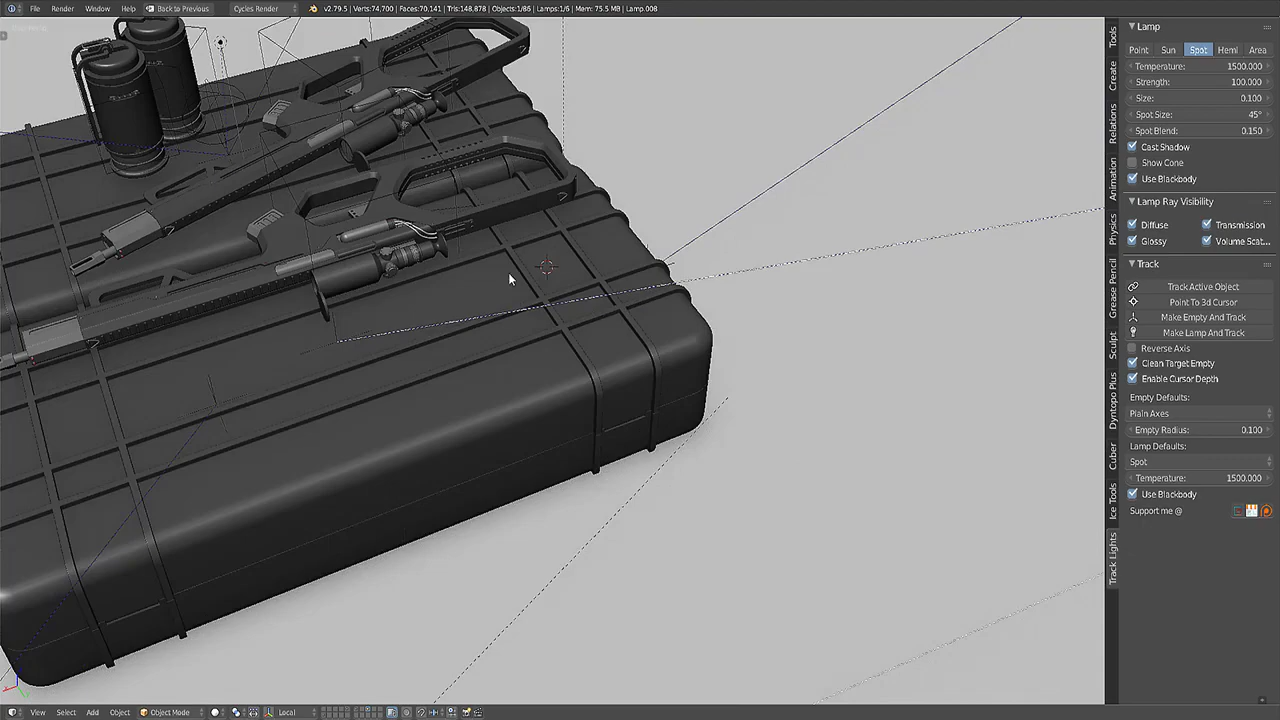 File Render Window Help Back to Previous Cycles Render v2.79.5 | Verts:74,700 | Faces:70,141 | Tris:148,878 | Objects:1/86 | Lamps:1/6 | Mem: 75.5 MB | Lamp.008
Lamp
Point Sun Spot Hemi Area
Temperature: 1500.000
Strength: 100.000
Size: 0.100
Spot Size: 45°
Spot Blend: 0.150
Cast Shadow
Show Cone
Use Blackbody
Lamp Ray Visibility
Diffuse Transmission
Glossy Volume Scat...
Track
Track Active Object
Point To 3d Cursor
Make Empty And Track
Make Lamp And Track
Reverse Axis
Clean Target Empty
Enable Cursor Depth
Empty Defaults:
Plain Axes
Empty Radius: 0.100
Lamp Defaults:
Spot
Temperature: 1500.000
Use Blackbody
Support me @
Tools
Create
Relations
Animation
Physics
Grease Pencil
Sculpt
Dyntopo Plus
Cuber
Ice Tools
Track Lights
View Select Add Object Object Mode Local